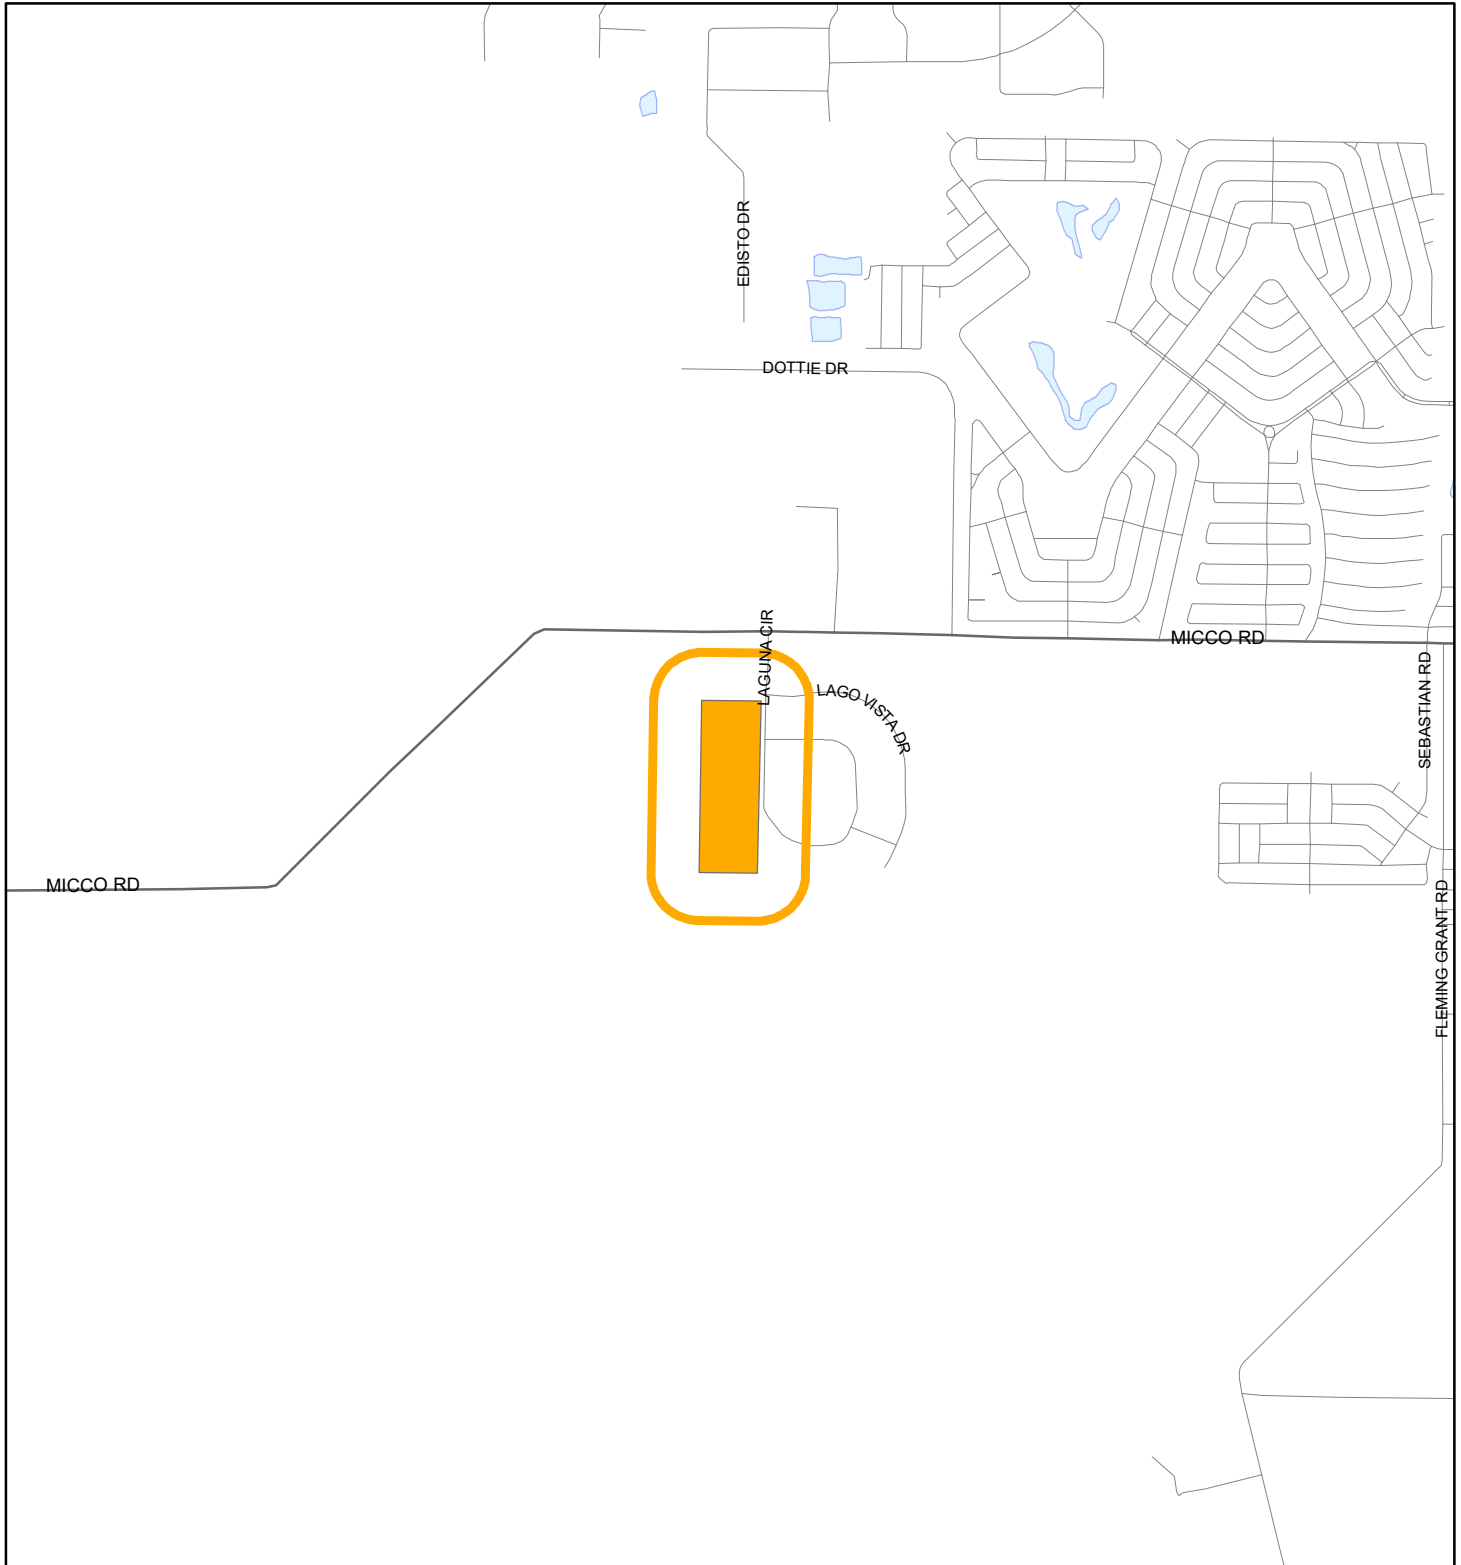 EDISTO DR
DOTTIE DR
LAGUNA CIR
MICCO RD
LAGO VISTA DR
SEBASTIAN RD
MICCO RD
FLEMING GRANT RD